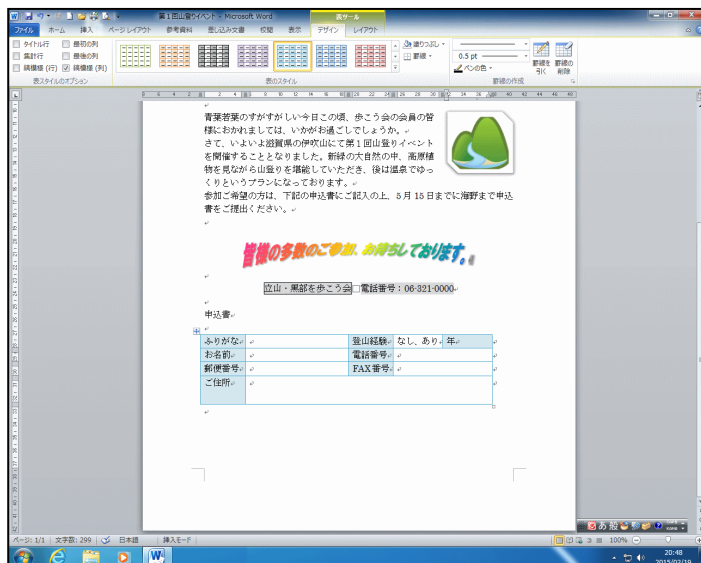 第1回山登りイベント - Microsoft Word
表ツール
ファイル ホーム 挿入 ページ レイアウト 参考資料 差し込み文書 校閲 表示 デザイン レイアウト
タイトル行 最初の列
集計行 最後の列
縞模様 (行) 縞模様 (列)
塗りつぶし
罫線
0.5 pt
ペンの色
罫線を引く
罫線の削除
表スタイルのオプション 表のスタイル 罫線の作成
青葉若葉のすがすがしい今日この頃、歩こう会の会員の皆
様におかれましては、いかがお過ごしでしょうか。
さて、いよいよ滋賀県の伊吹山にて第1回山登りイベント
を開催することとなりました。新緑の大自然の中、高原植
物を見ながら山登りを堪能していただき、後は温泉でゆっ
くりというプランになっております。
参加ご希望の方は、下記の申込書にご記入の上、5月15日までに海野まで申込
書をご提出ください。
皆様の多数のご参加、お待ちしております。
立山・黒部を歩こう会 電話番号：06-321-0000
申込書
ふりがな 登山経験 なし、あり 年
お名前 電話番号
郵便番号 FAX番号
ご住所
ページ: 1/1 文字数: 299 日本語 挿入モード 100%
あ 般
20:48
2015/03/19